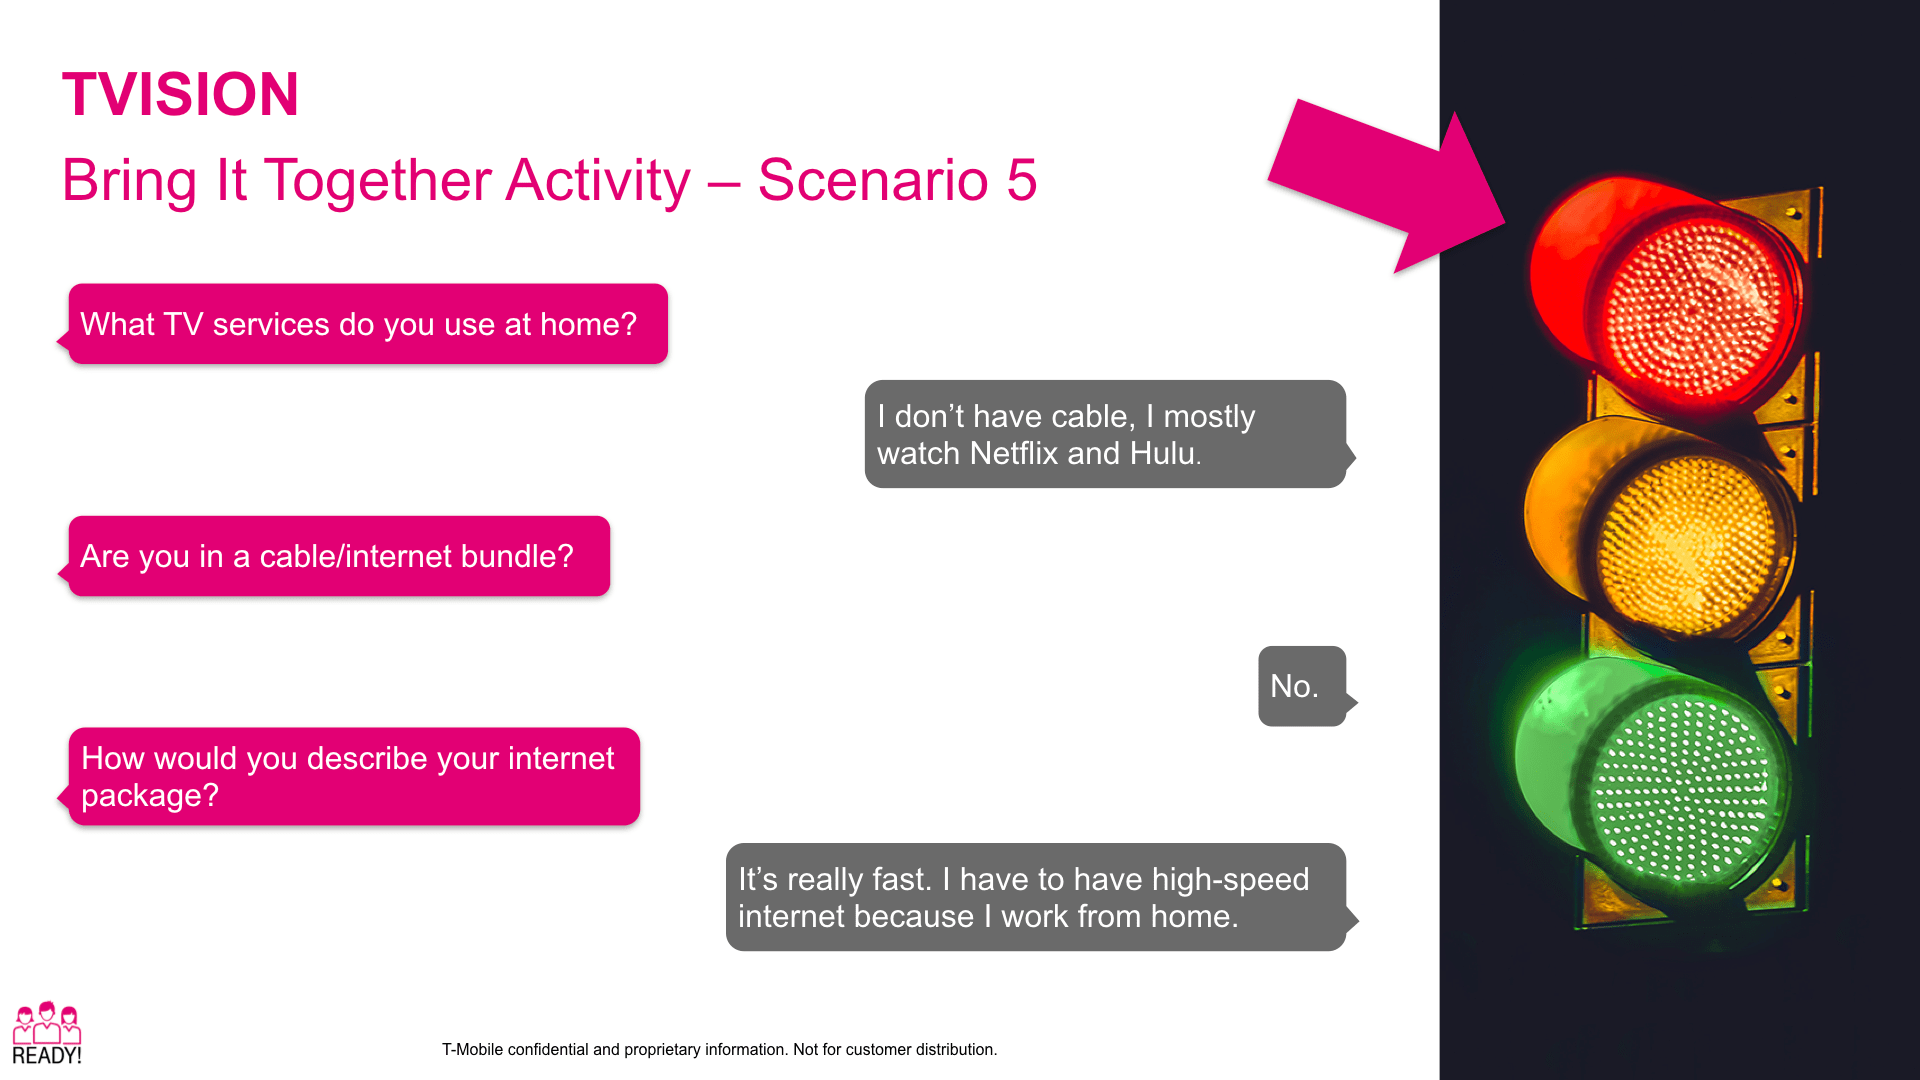 TVISION
Bring It Together Activity – Scenario 5
What TV services do you use at home?
I don’t have cable, I mostly
watch Netflix and Hulu.
Are you in a cable/internet bundle?
No.
How would you describe your internet
package?
It’s really fast. I have to have high-speed
internet because I work from home.
READY!
T-Mobile confidential and proprietary information. Not for customer distribution.